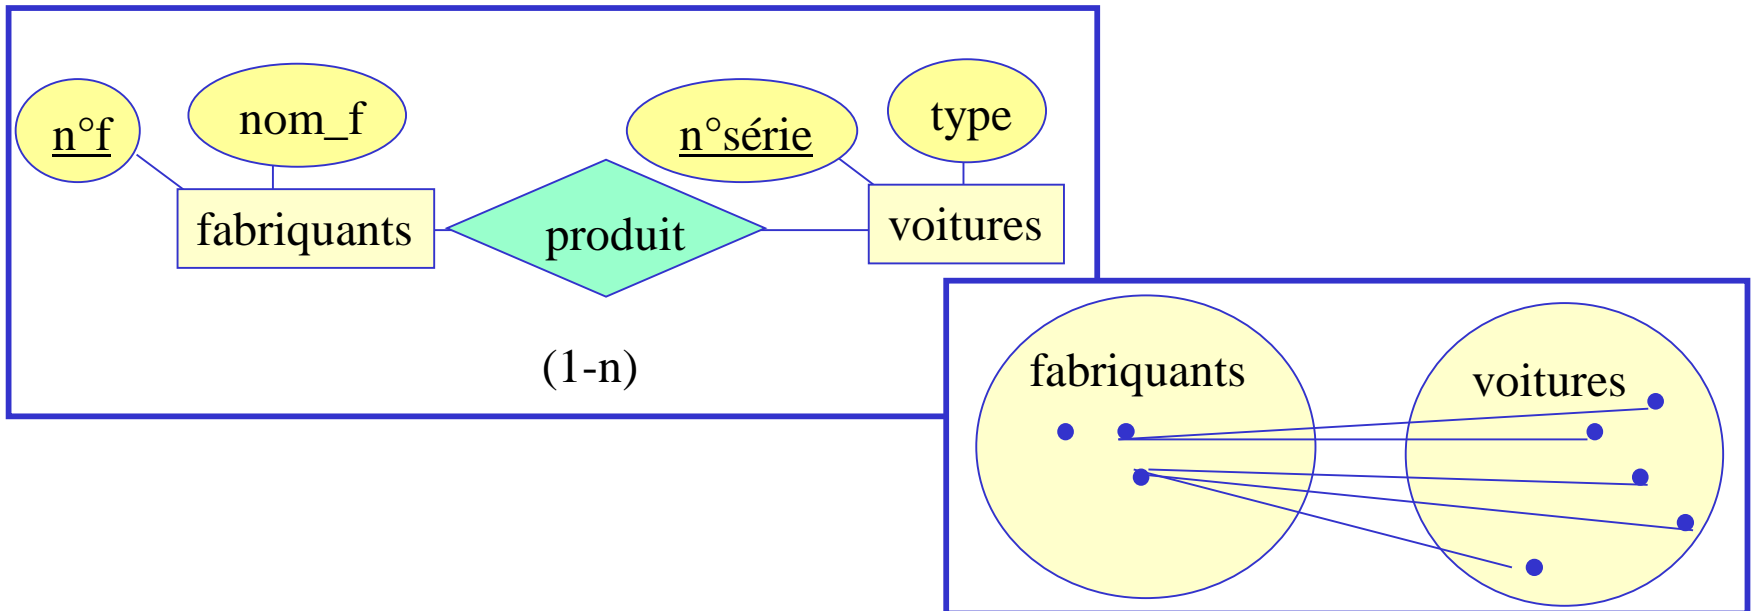 n°f
nom_f
n°série
type
fabriquants
produit
voitures
(1-n)
fabriquants
voitures